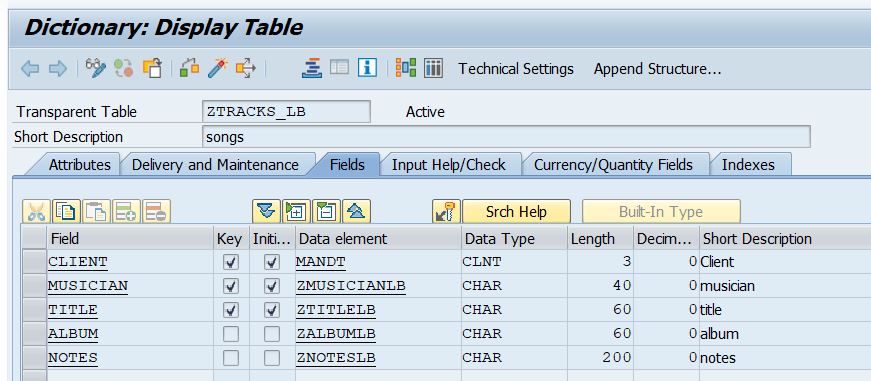 Dictionary: Display Table
Technical Settings Append Structure...
Transparent Table ZTRACKS_LB Active
Short Description songs
Attributes Delivery and Maintenance Fields Input Help/Check Currency/Quantity Fields Indexes
Srch Help Built-In Type
Field Key Initi... Data element Data Type Length Decim... Short Description
CLIENT MANDT CLNT 3 0 Client
MUSICIAN ZMUSICIANLB CHAR 40 0 musician
TITLE ZTITLELB CHAR 60 0 title
ALBUM ZALBUMLB CHAR 60 0 album
NOTES ZNOTESLB CHAR 200 0 notes